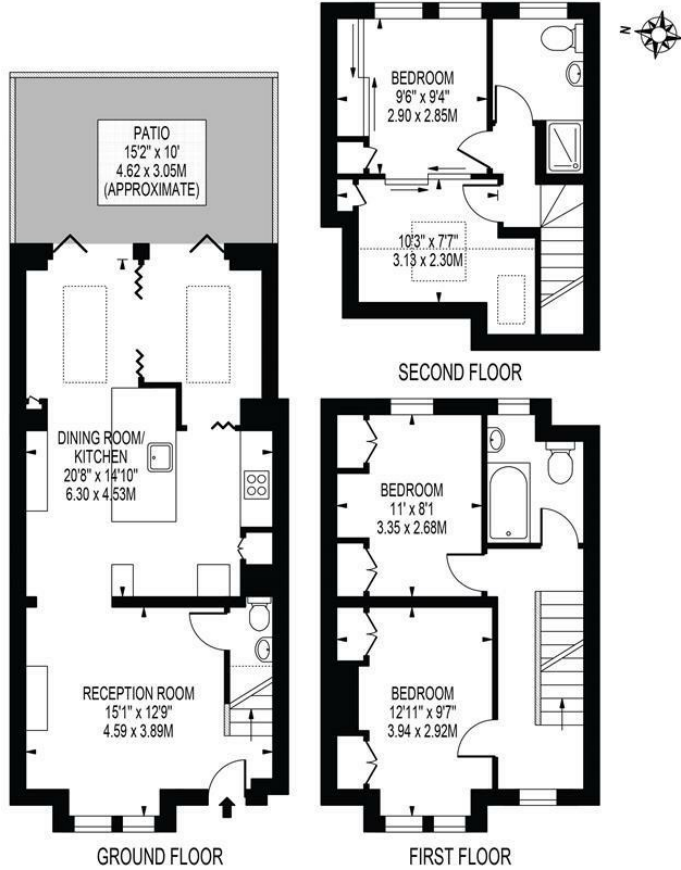 PATIO
15'2" x 10'
4.62 x 3.05M
(APPROXIMATE)
DINING ROOM/
KITCHEN
20'8" x 14'10"
6.30 x 4.53M
RECEPTION ROOM
15'1" x 12'9"
4.59 x 3.89M
GROUND FLOOR
N
BEDROOM
9'6" x 9'4"
2.90 x 2.85M
10'3" x 7'7"
3.13 x 2.30M
SECOND FLOOR
BEDROOM
11' x 8'1
3.35 x 2.68M
BEDROOM
12'11" x 9'7"
3.94 x 2.92M
FIRST FLOOR